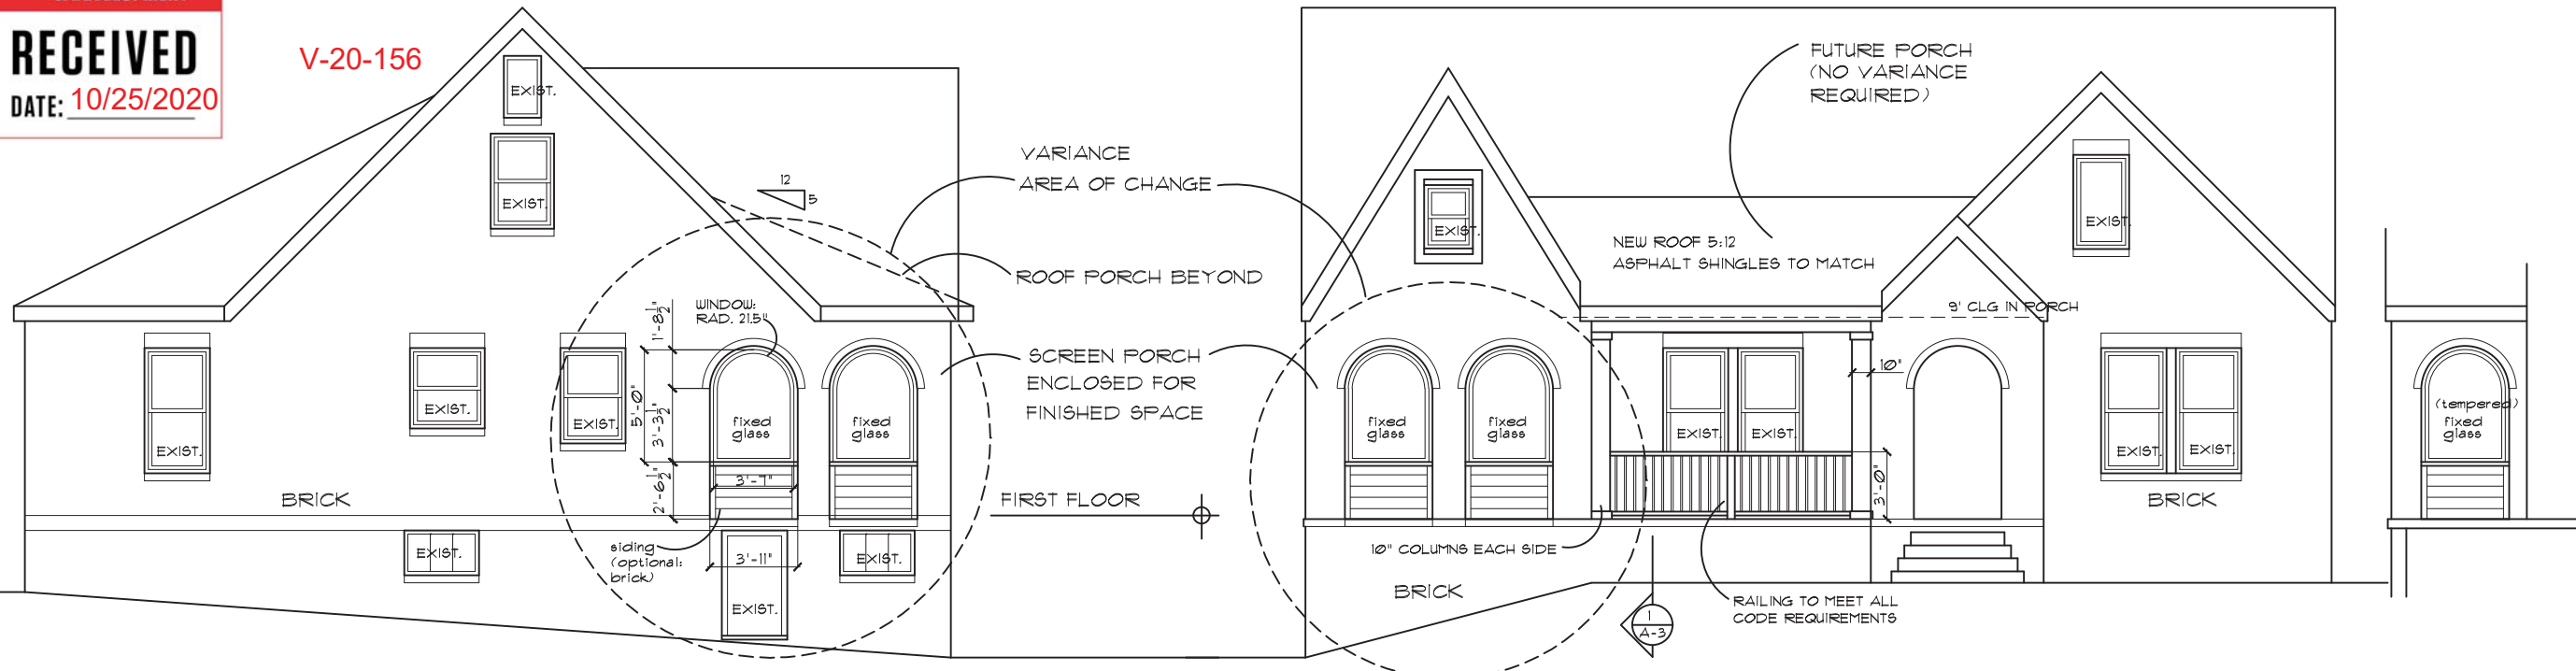 RECEIVED
DATE: 10/25/2020
V-20-156
EXIST.
EXIST.
12
5
VARIANCE
AREA OF CHANGE
ROOF PORCH BEYOND
SCREEN PORCH
ENCLOSED FOR
FINISHED SPACE
WINDOW:
RAD. 21.5"
1'-8½"
5'-0"
3'-3½"
2'-6½"
EXIST.
EXIST.
EXIST.
fixed
glass
fixed
glass
3'-7"
BRICK
FIRST FLOOR
EXIST.
siding
(optional:
brick)
3'-11"
EXIST.
EXIST.
FUTURE PORCH
(NO VARIANCE
REQUIRED)
EXIST.
EXIST.
NEW ROOF 5:12
ASPHALT SHINGLES TO MATCH
9' CLG IN PORCH
10"
fixed
glass
fixed
glass
EXIST.
EXIST.
EXIST.
EXIST.
3'-0"
BRICK
10" COLUMNS EACH SIDE
BRICK
RAILING TO MEET ALL
CODE REQUIREMENTS
1
A-3
(tempered)
fixed
glass